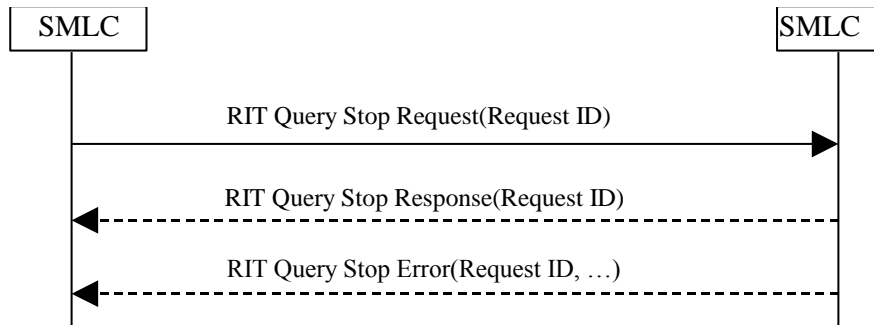 SMLC
SMLC
RIT Query Stop Request(Request ID)
RIT Query Stop Response(Request ID)
RIT Query Stop Error(Request ID, …)